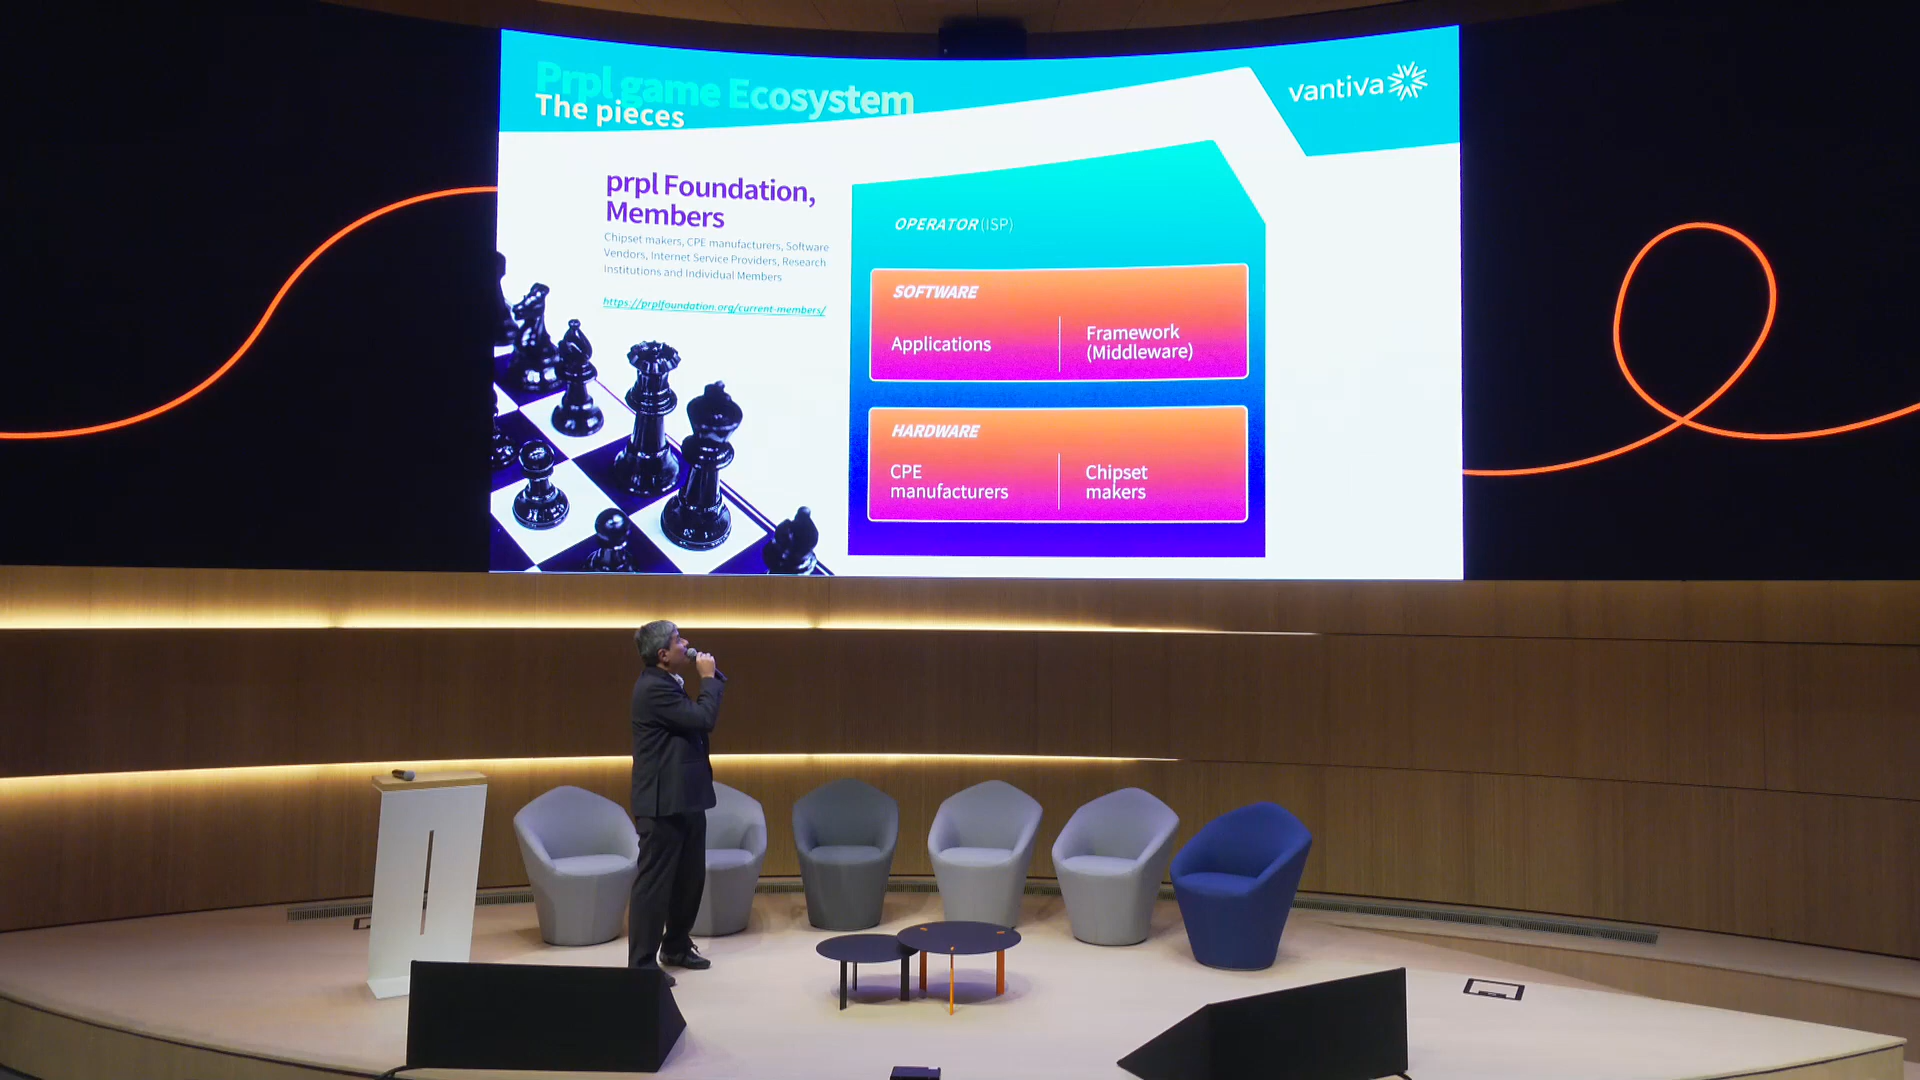 Prpl game Ecosystem
The pieces
vantiva
prpl Foundation,
Members
Chipset makers, CPE manufacturers, Software
Vendors, Internet Service Providers, Research
Institutions and Individual Members
https://prplfoundation.org/current-members/
OPERATOR (ISP)
SOFTWARE
Applications
Framework
(Middleware)
HARDWARE
CPE
manufacturers
Chipset
makers